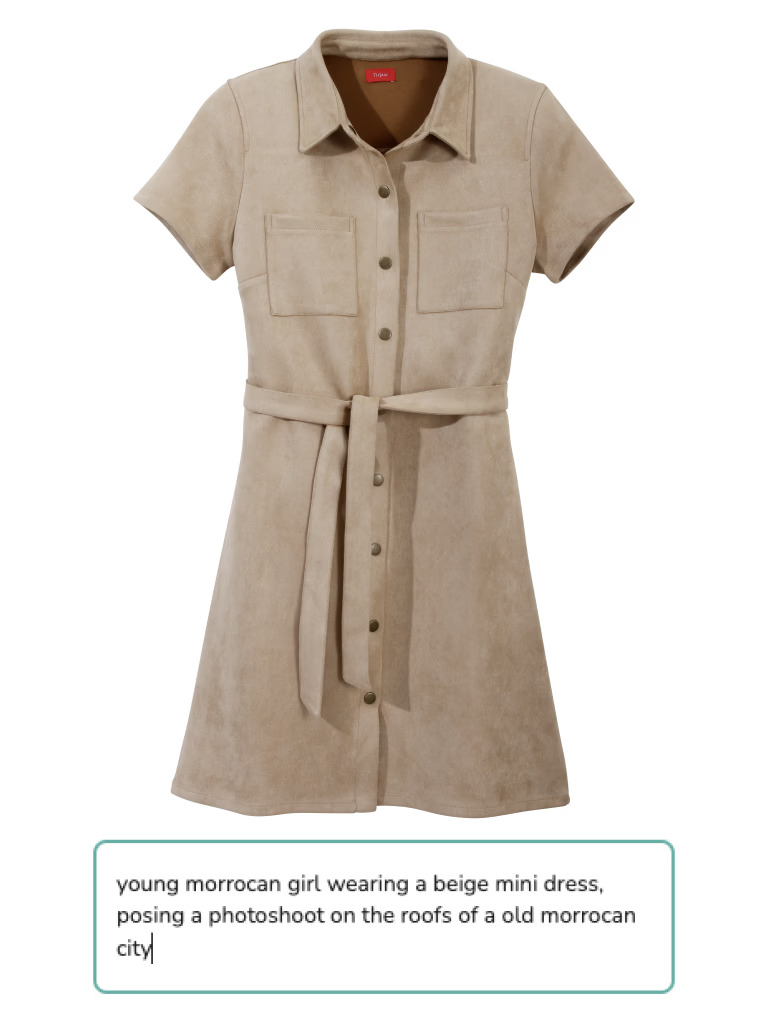 young morrocan girl wearing a beige mini dress,
posing a photoshoot on the roofs of a old morrocan
city